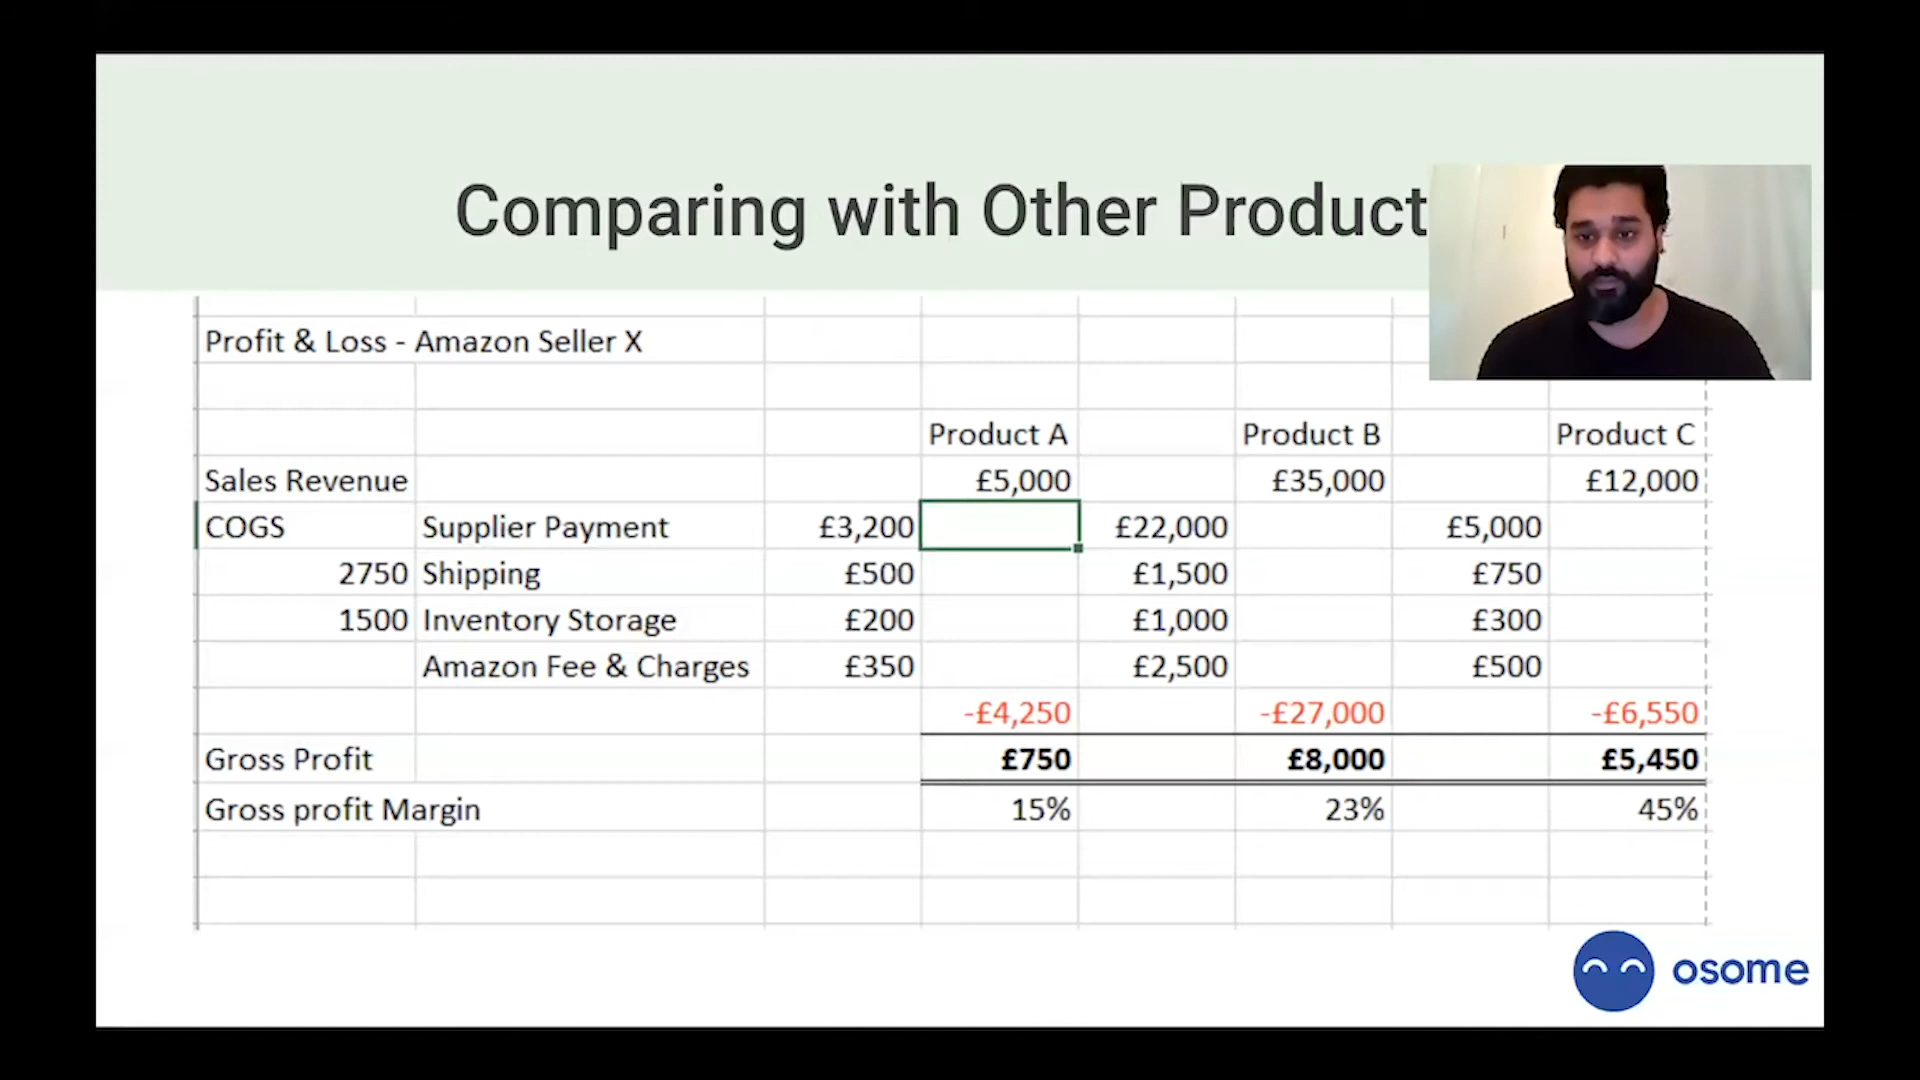 Comparing with Other Product
Profit & Loss - Amazon Seller X
Product A Product B Product C
Sales Revenue £5,000 £35,000 £12,000
COGS Supplier Payment £3,200 £22,000 £5,000
2750 Shipping £500 £1,500 £750
1500 Inventory Storage £200 £1,000 £300
Amazon Fee & Charges £350 £2,500 £500
-£4,250 -£27,000 -£6,550
Gross Profit £750 £8,000 £5,450
Gross profit Margin 15% 23% 45%
osome